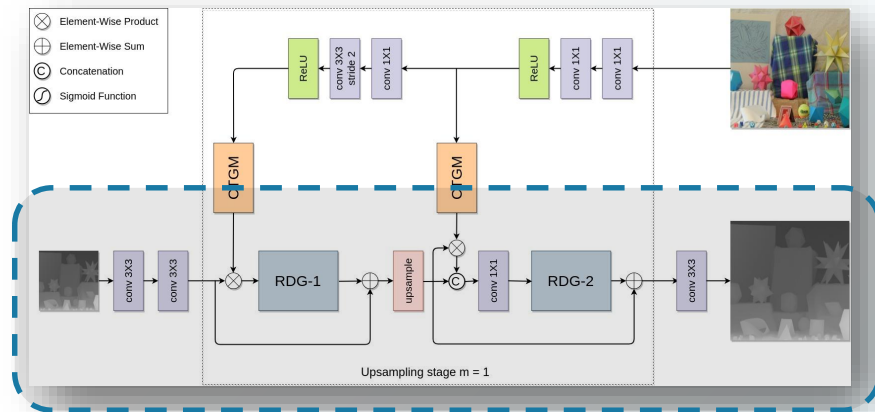 Element-Wise Product
Element-Wise Sum
C Concatenation
Sigmoid Function
ReLU
conv 3X3
stride 2
conv 1X1
ReLU
conv 1X1
conv 1X1
CTGM
CTGM
conv 3X3
conv 3X3
RDG-1
upsample
C
conv 1X1
RDG-2
conv 3X3
Upsampling stage m = 1